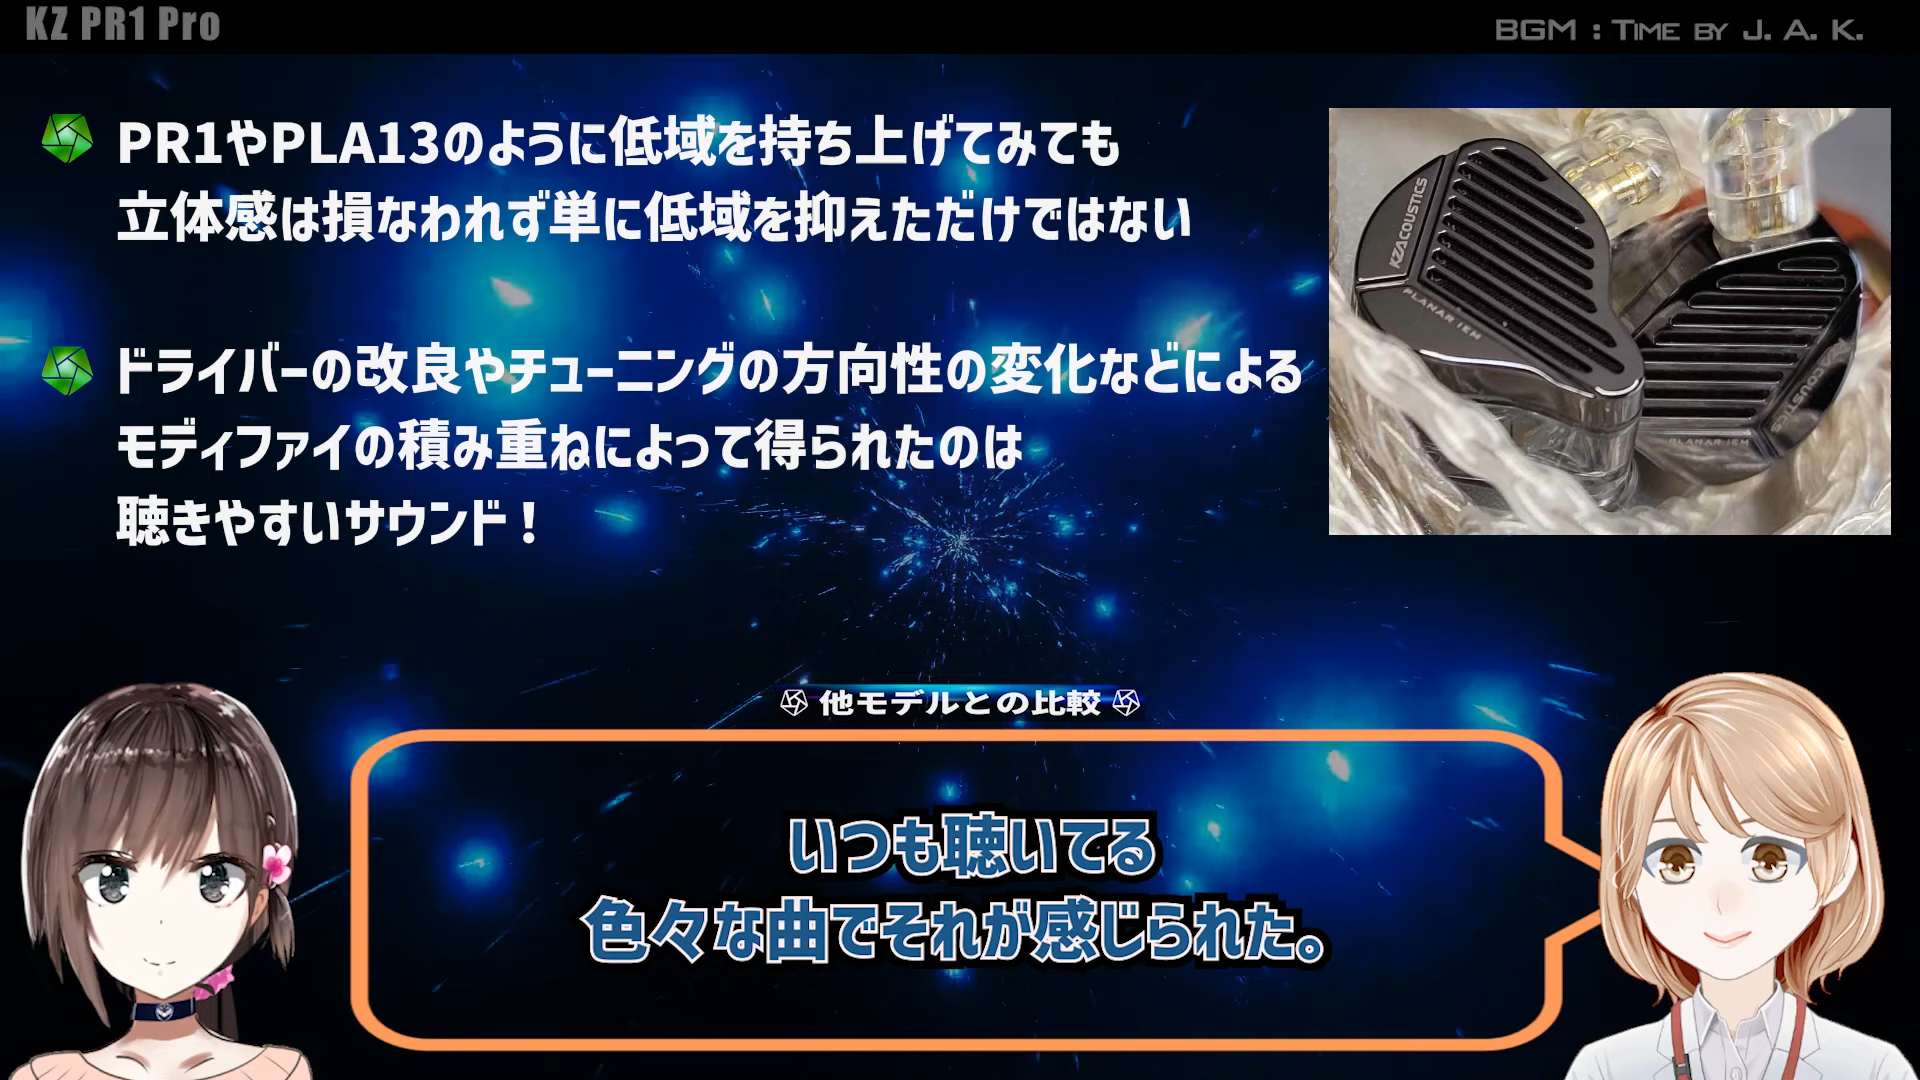 KZ PR1 Pro
BGM : TIME BY J. A. K.
PR1やPLA13のように低域を持ち上げてみても
立体感は損なわれず単に低域を抑えただけではない
ドライバーの改良やチューニングの方向性の変化などによる
モディファイの積み重ねによって得られたのは
聴きやすいサウンド！
KZACOUSTICS
PLANAR IEM
PLANAR IEM
他モデルとの比較
いつも聴いてる
色々な曲でそれが感じられた。